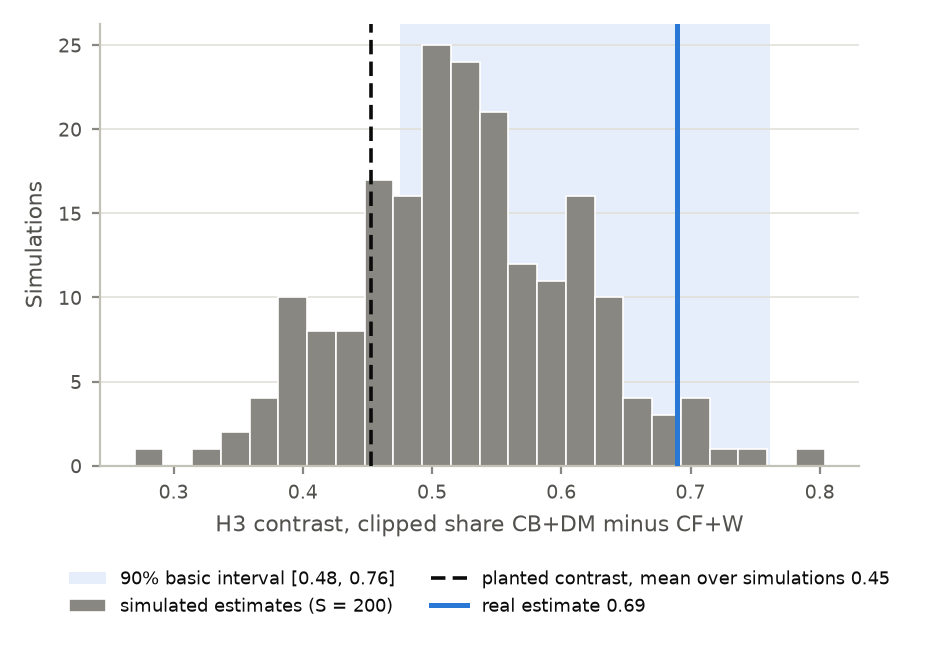 25
20
15
10
5
0
Simulations
0.3 0.4 0.5 0.6 0.7 0.8
H3 contrast, clipped share CB+DM minus CF+W
90% basic interval [0.48, 0.76]
planted contrast, mean over simulations 0.45
simulated estimates (S = 200)
real estimate 0.69